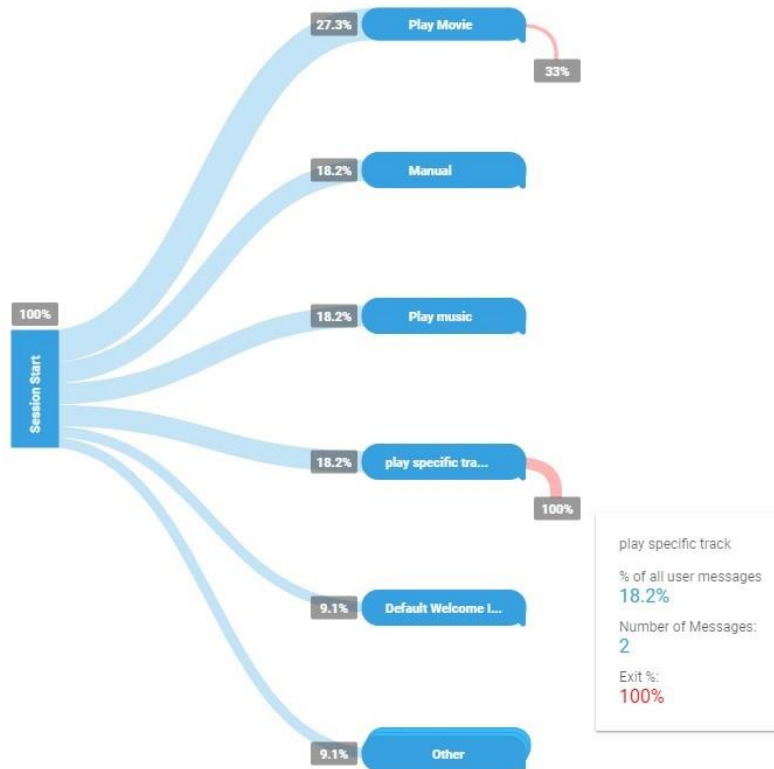 27.3%
Play Movie
33%
18.2%
Manual
100%
Session Start
18.2%
Play music
18.2%
play specific tra...
100%
play specific track
% of all user messages
18.2%
Number of Messages:
2
Exit %:
100%
9.1%
Default Welcome I...
9.1%
Other